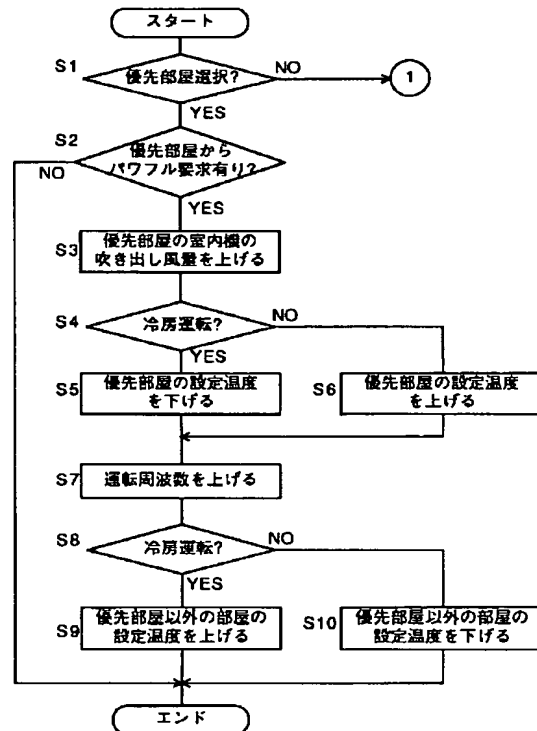 スタート
S1
優先部屋選択?
NO
1
YES
S2
優先部屋から
パワフル要求有り?
NO
YES
S3
優先部屋の室内機の
吹き出し風量を上げる
S4
冷房運転?
NO
YES
S5
優先部屋の設定温度
を下げる
S6
優先部屋の設定温度
を上げる
S7
運転周波数を上げる
S8
冷房運転?
NO
YES
S9
優先部屋以外の部屋の
設定温度を上げる
S10
優先部屋以外の部屋の
設定温度を下げる
エンド